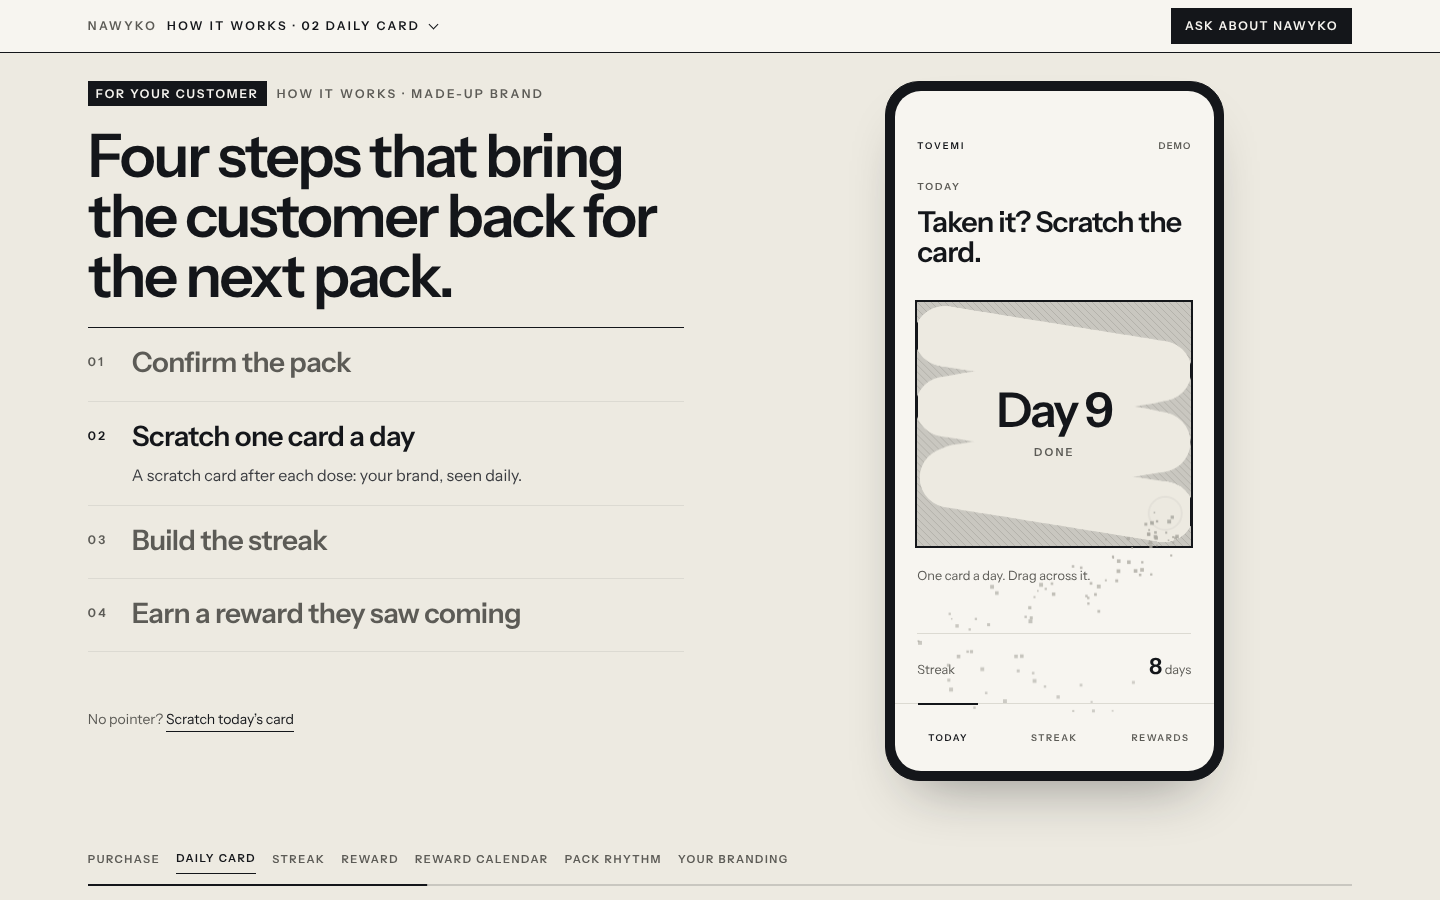 NAWYKO HOW IT WORKS · 02 DAILY CARD
ASK ABOUT NAWYKO
FOR YOUR CUSTOMER HOW IT WORKS · MADE-UP BRAND
Four steps that bring
the customer back for
the next pack.
01 Confirm the pack
02 Scratch one card a day
A scratch card after each dose: your brand, seen daily.
03 Build the streak
04 Earn a reward they saw coming
No pointer? Scratch today’s card
TOVEMI DEMO
TODAY
Taken it? Scratch the
card.
Day 9
DONE
One card a day. Drag across it.
Streak 8 days
TODAY STREAK REWARDS
PURCHASE DAILY CARD STREAK REWARD REWARD CALENDAR PACK RHYTHM YOUR BRANDING